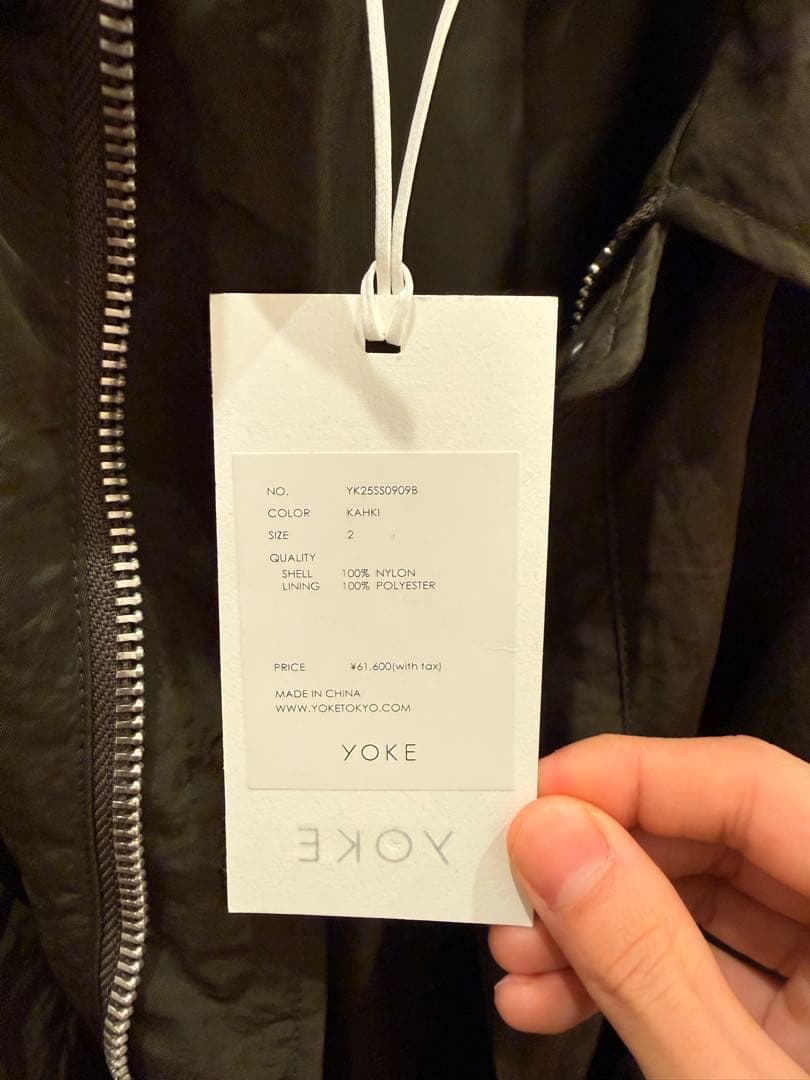 NO. YK25SS0909B
COLOR KAHKI
SIZE 2
QUALITY
SHELL 100% NYLON
LINING 100% POLYESTER
PRICE ¥61,600(with tax)
MADE IN CHINA
WWW.YOKETOKYO.COM
YOKE
YOKE